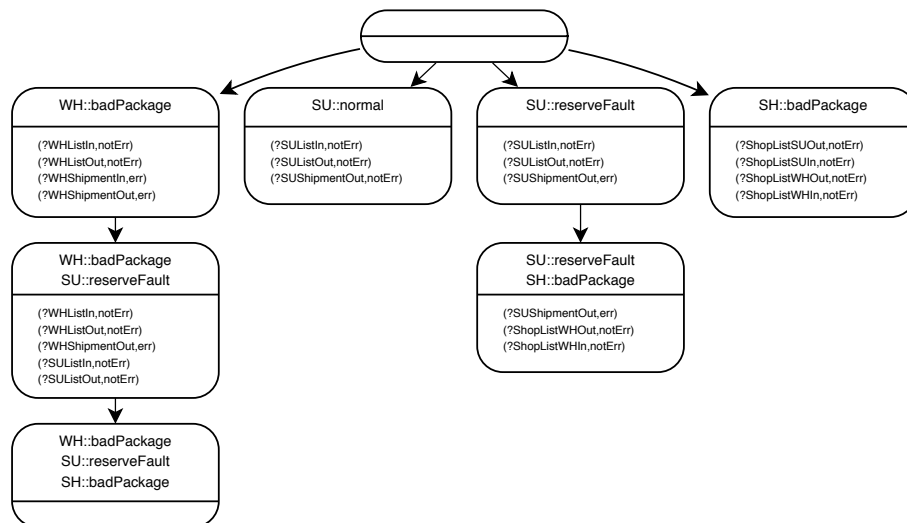 WH::badPackage
(?WHListIn,notErr)
(?WHListOut,notErr)
(?WHShipmentIn,err)
(?WHShipmentOut,err)
SU::normal
(?SUListIn,notErr)
(?SUListOut,notErr)
(?SUShipmentOut,notErr)
SU::reserveFault
(?SUListIn,notErr)
(?SUListOut,notErr)
(?SUShipmentOut,err)
SH::badPackage
(?ShopListSUOut,notErr)
(?ShopListSUIn,notErr)
(?ShopListWHOut,notErr)
(?ShopListWHIn,notErr)
WH::badPackage
SU::reserveFault
(?WHListIn,notErr)
(?WHListOut,notErr)
(?WHShipmentOut,err)
(?SUListIn,notErr)
(?SUListOut,notErr)
SU::reserveFault
SH::badPackage
(?SUShipmentOut,err)
(?ShopListWHOut,notErr)
(?ShopListWHIn,notErr)
WH::badPackage
SU::reserveFault
SH::badPackage